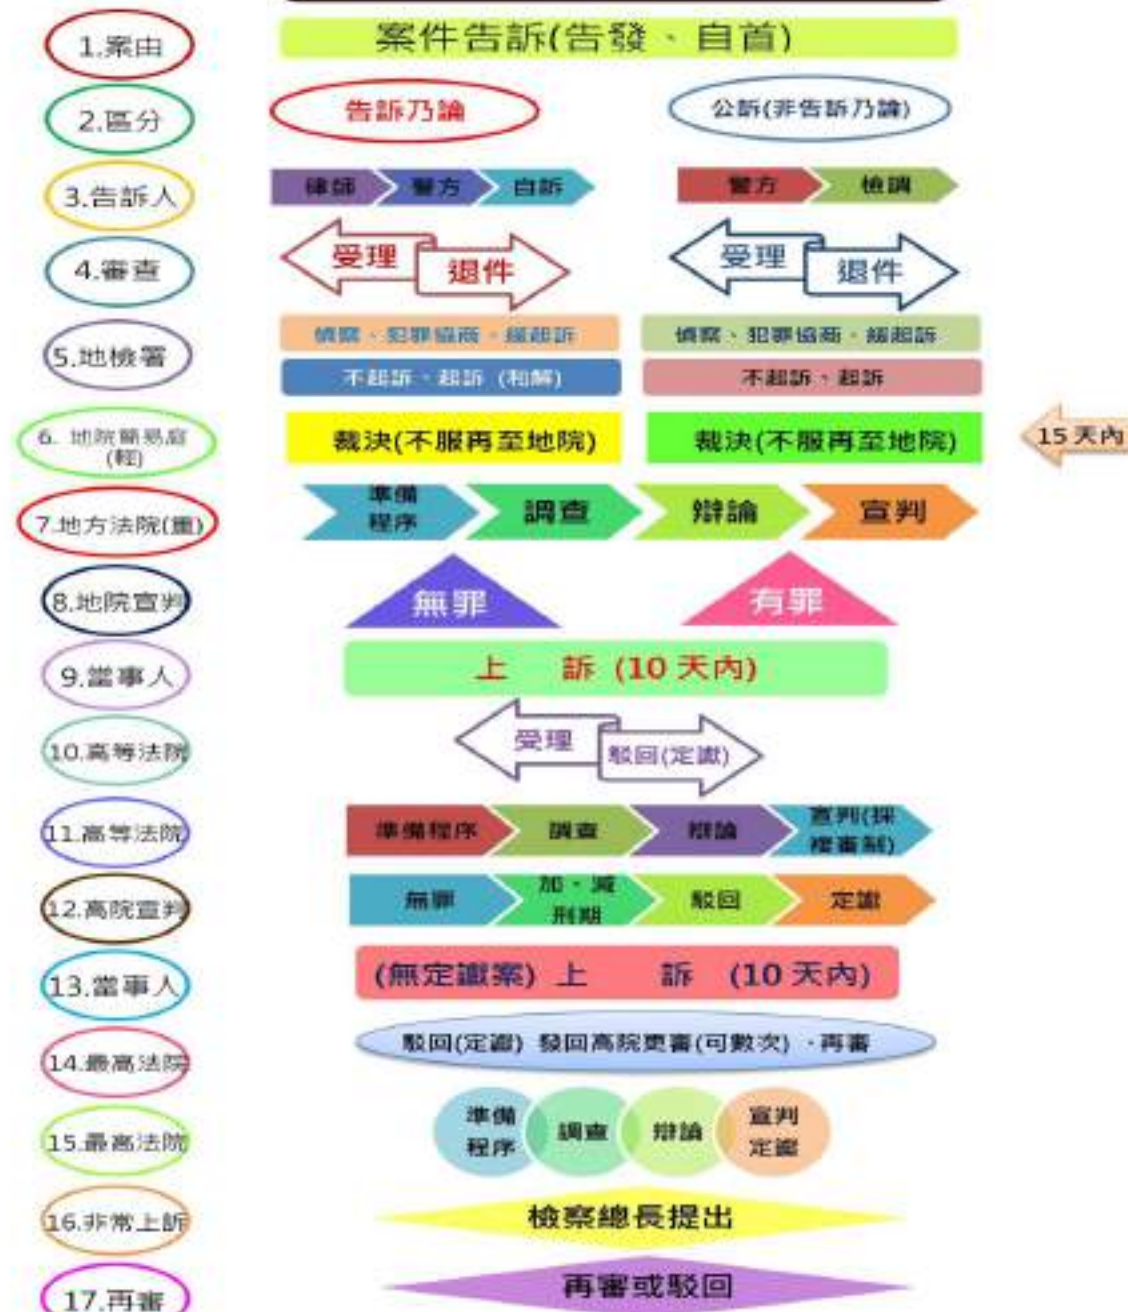 1.案由
案件告訴(告發、自首)
2.區分
告訴乃論
公訴(非告訴乃論)
3.告訴人
律師
警方
自訴
警方
檢調
4.審查
受理
退件
受理
退件
5.地檢署
偵察、犯罪協商、緩起訴
偵察、犯罪協商、緩起訴
不起訴、起訴 (和解)
不起訴、起訴
6. 地院簡易庭
(輕)
裁決(不服再至地院)
裁決(不服再至地院)
15 天內
7.地方法院(重)
準備
程序
調查
辯論
宣判
8.地院宣判
無罪
有罪
9.當事人
上 訴 (10 天內)
10.高等法院
受理
駁回(定讞)
11.高等法院
準備程序
調查
辯論
宣判(採
複審制)
12.高院宣判
無罪
加、減
刑期
駁回
定讞
13.當事人
(無定讞案) 上 訴 (10 天內)
14.最高法院
駁回(定讞) 發回高院更審(可數次) 、再審
15.最高法院
準備
程序
調查
辯論
宣判
定讞
16.非常上訴
檢察總長提出
17.再審
再審或駁回